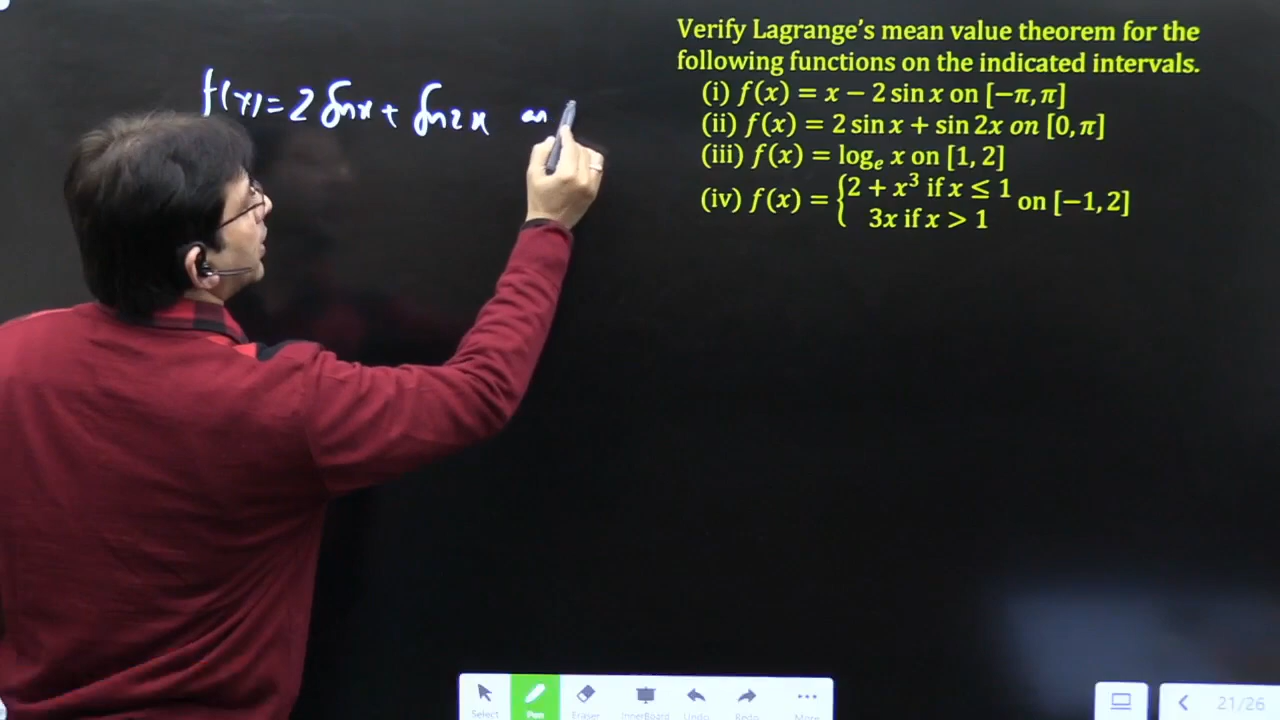 Verify Lagrange's mean value theorem for the
following functions on the indicated intervals.
(i) f(x) = x − 2 sin x on [−π, π]
(ii) f(x) = 2 sin x + sin 2x on [0, π]
(iii) f(x) = logₑ x on [1, 2]
(iv) f(x) = {2 + x³ if x ≤ 1
3x if x > 1
on [−1, 2]
f(x) = 2 sin x + sin 2x on
Select Pen Eraser InnerBoard Undo Redo More
21/26